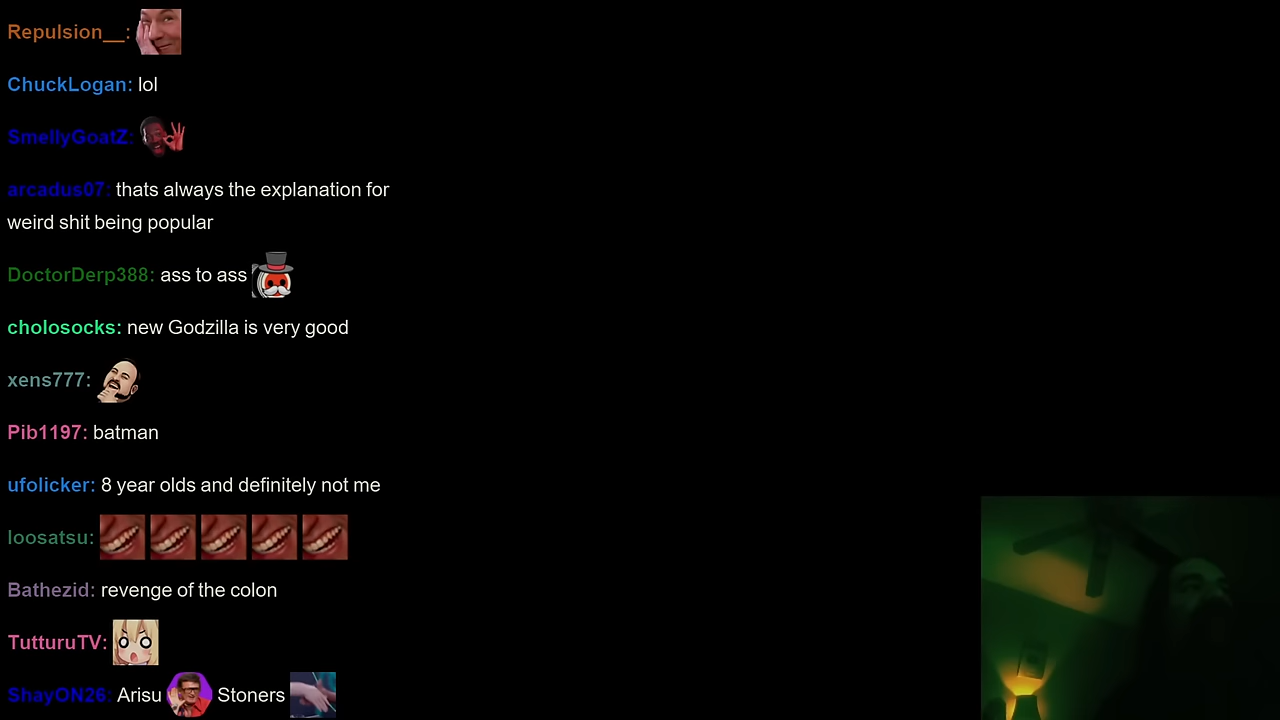 Repulsion__:
ChuckLogan: lol
SmellyGoatZ:
arcadus07: thats always the explanation for
weird shit being popular
DoctorDerp388: ass to ass
cholosocks: new Godzilla is very good
xens777:
Pib1197: batman
ufolicker: 8 year olds and definitely not me
loosatsu:
Bathezid: revenge of the colon
TutturuTV:
ShayON26: Arisu Stoners